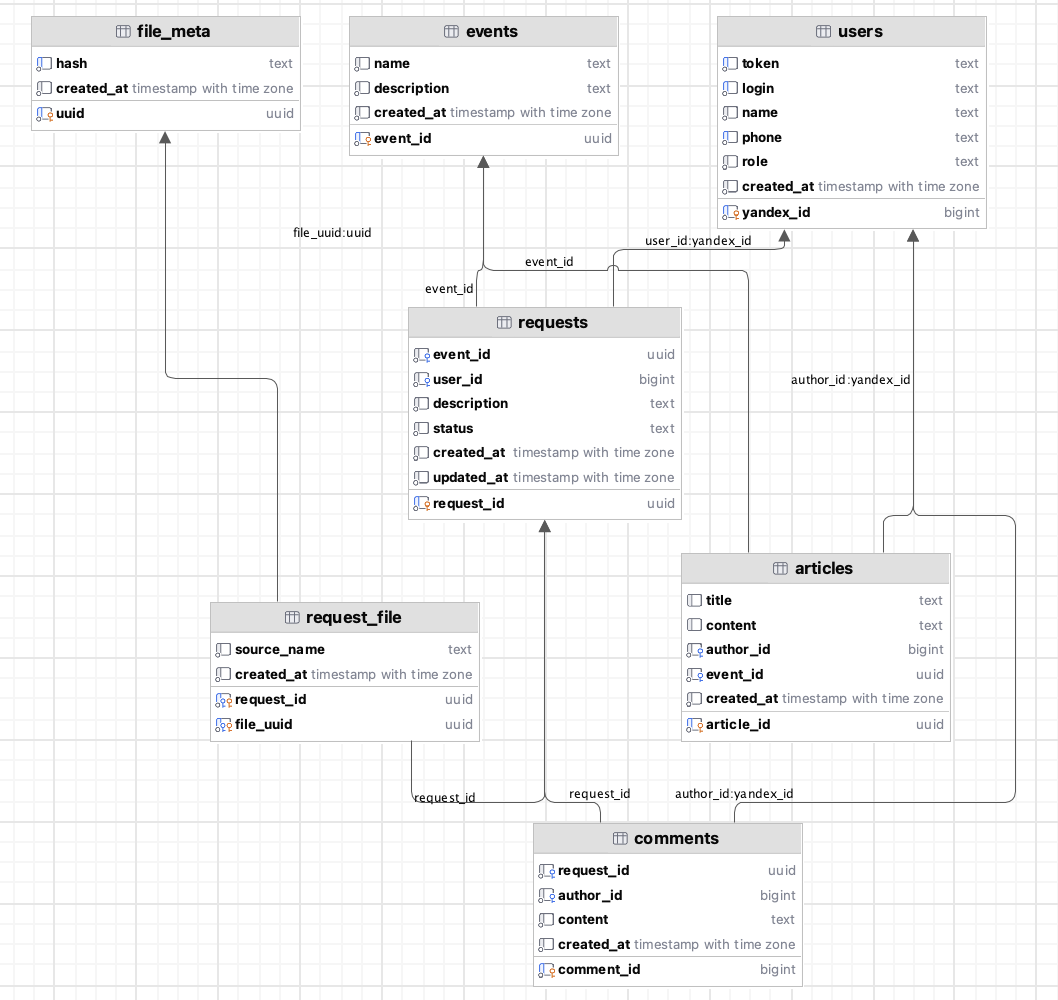 file_meta
hash text
created_at timestamp with time zone
uuid uuid
events
name text
description text
created_at timestamp with time zone
event_id uuid
users
token text
login text
name text
phone text
role text
created_at timestamp with time zone
yandex_id bigint
file_uuid:uuid
user_id:yandex_id
event_id
event_id
requests
event_id uuid
user_id bigint
description text
status text
created_at timestamp with time zone
updated_at timestamp with time zone
request_id uuid
author_id:yandex_id
articles
title text
content text
author_id bigint
event_id uuid
created_at timestamp with time zone
article_id uuid
request_file
source_name text
created_at timestamp with time zone
request_id uuid
file_uuid uuid
request_id
request_id
author_id:yandex_id
comments
request_id uuid
author_id bigint
content text
created_at timestamp with time zone
comment_id bigint